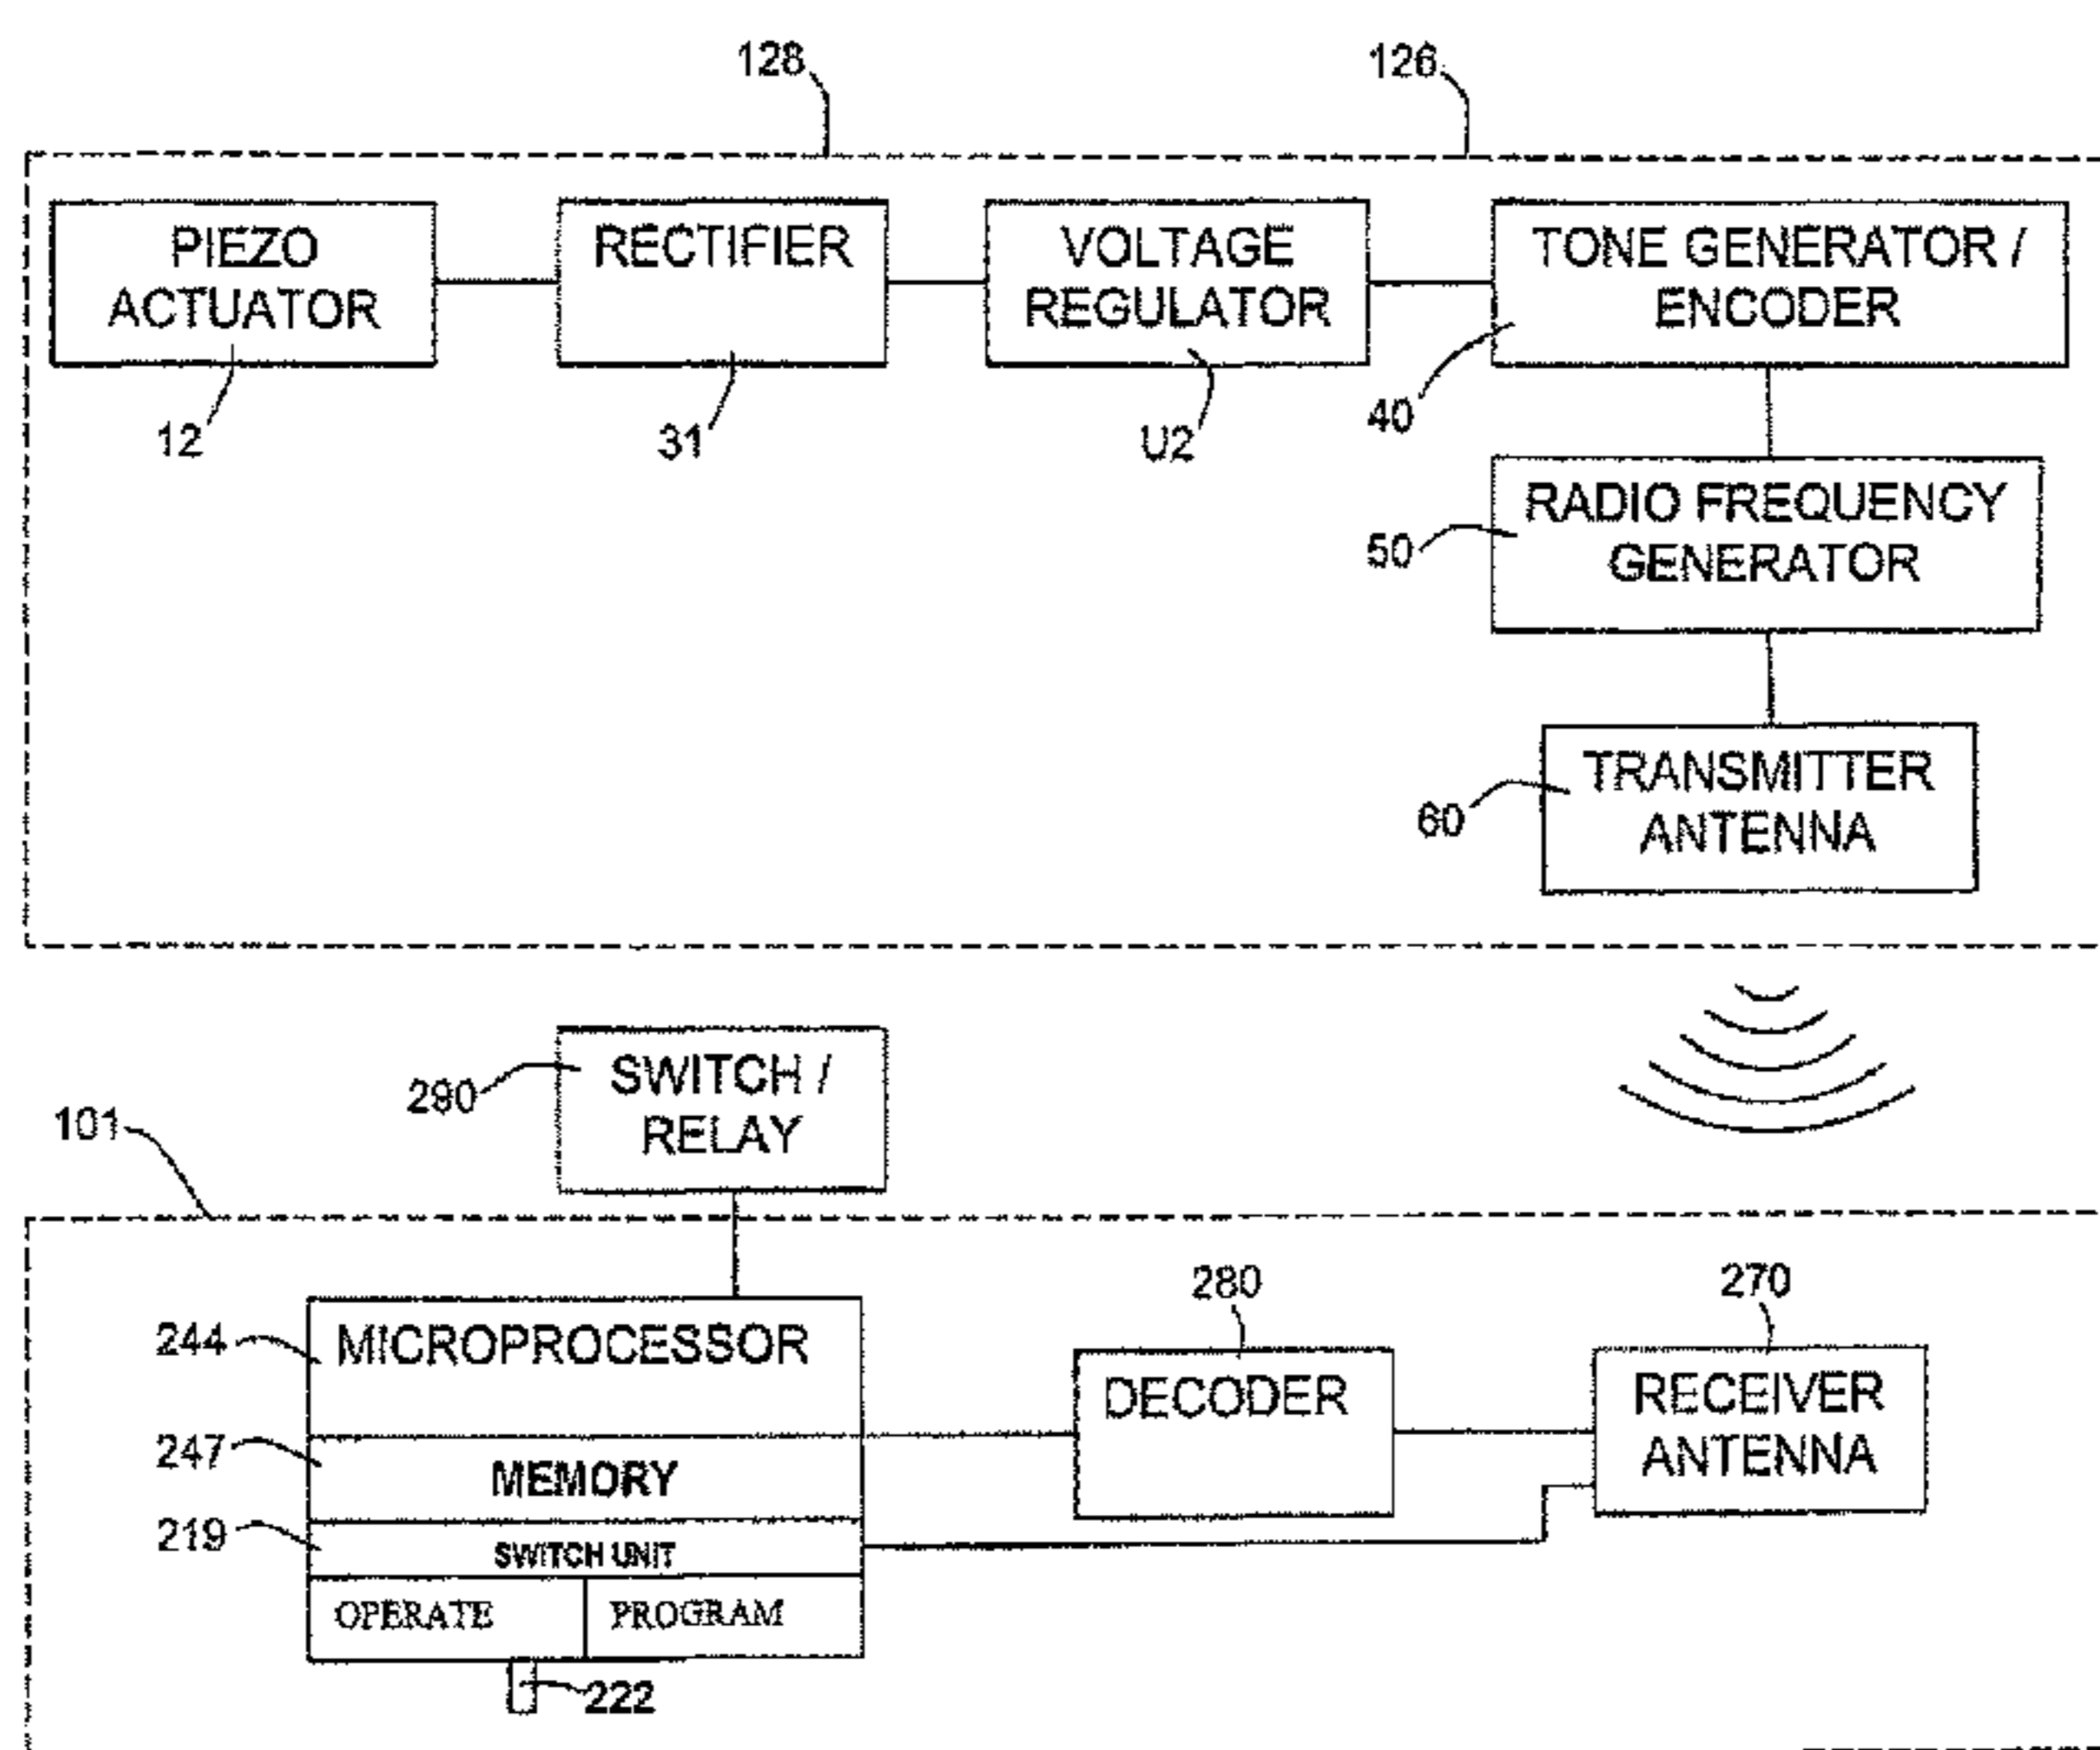 128
126
PIEZO
ACTUATOR
RECTIFIER
VOLTAGE
REGULATOR
TONE GENERATOR /
ENCODER
12
31
U2
40
RADIO FREQUENCY
GENERATOR
50
TRANSMITTER
ANTENNA
60
SWITCH /
RELAY
290
101
280
270
244
MICROPROCESSOR
DECODER
RECEIVER
ANTENNA
247
MEMORY
219
SWITCH UNIT
OPERATE
PROGRAM
222